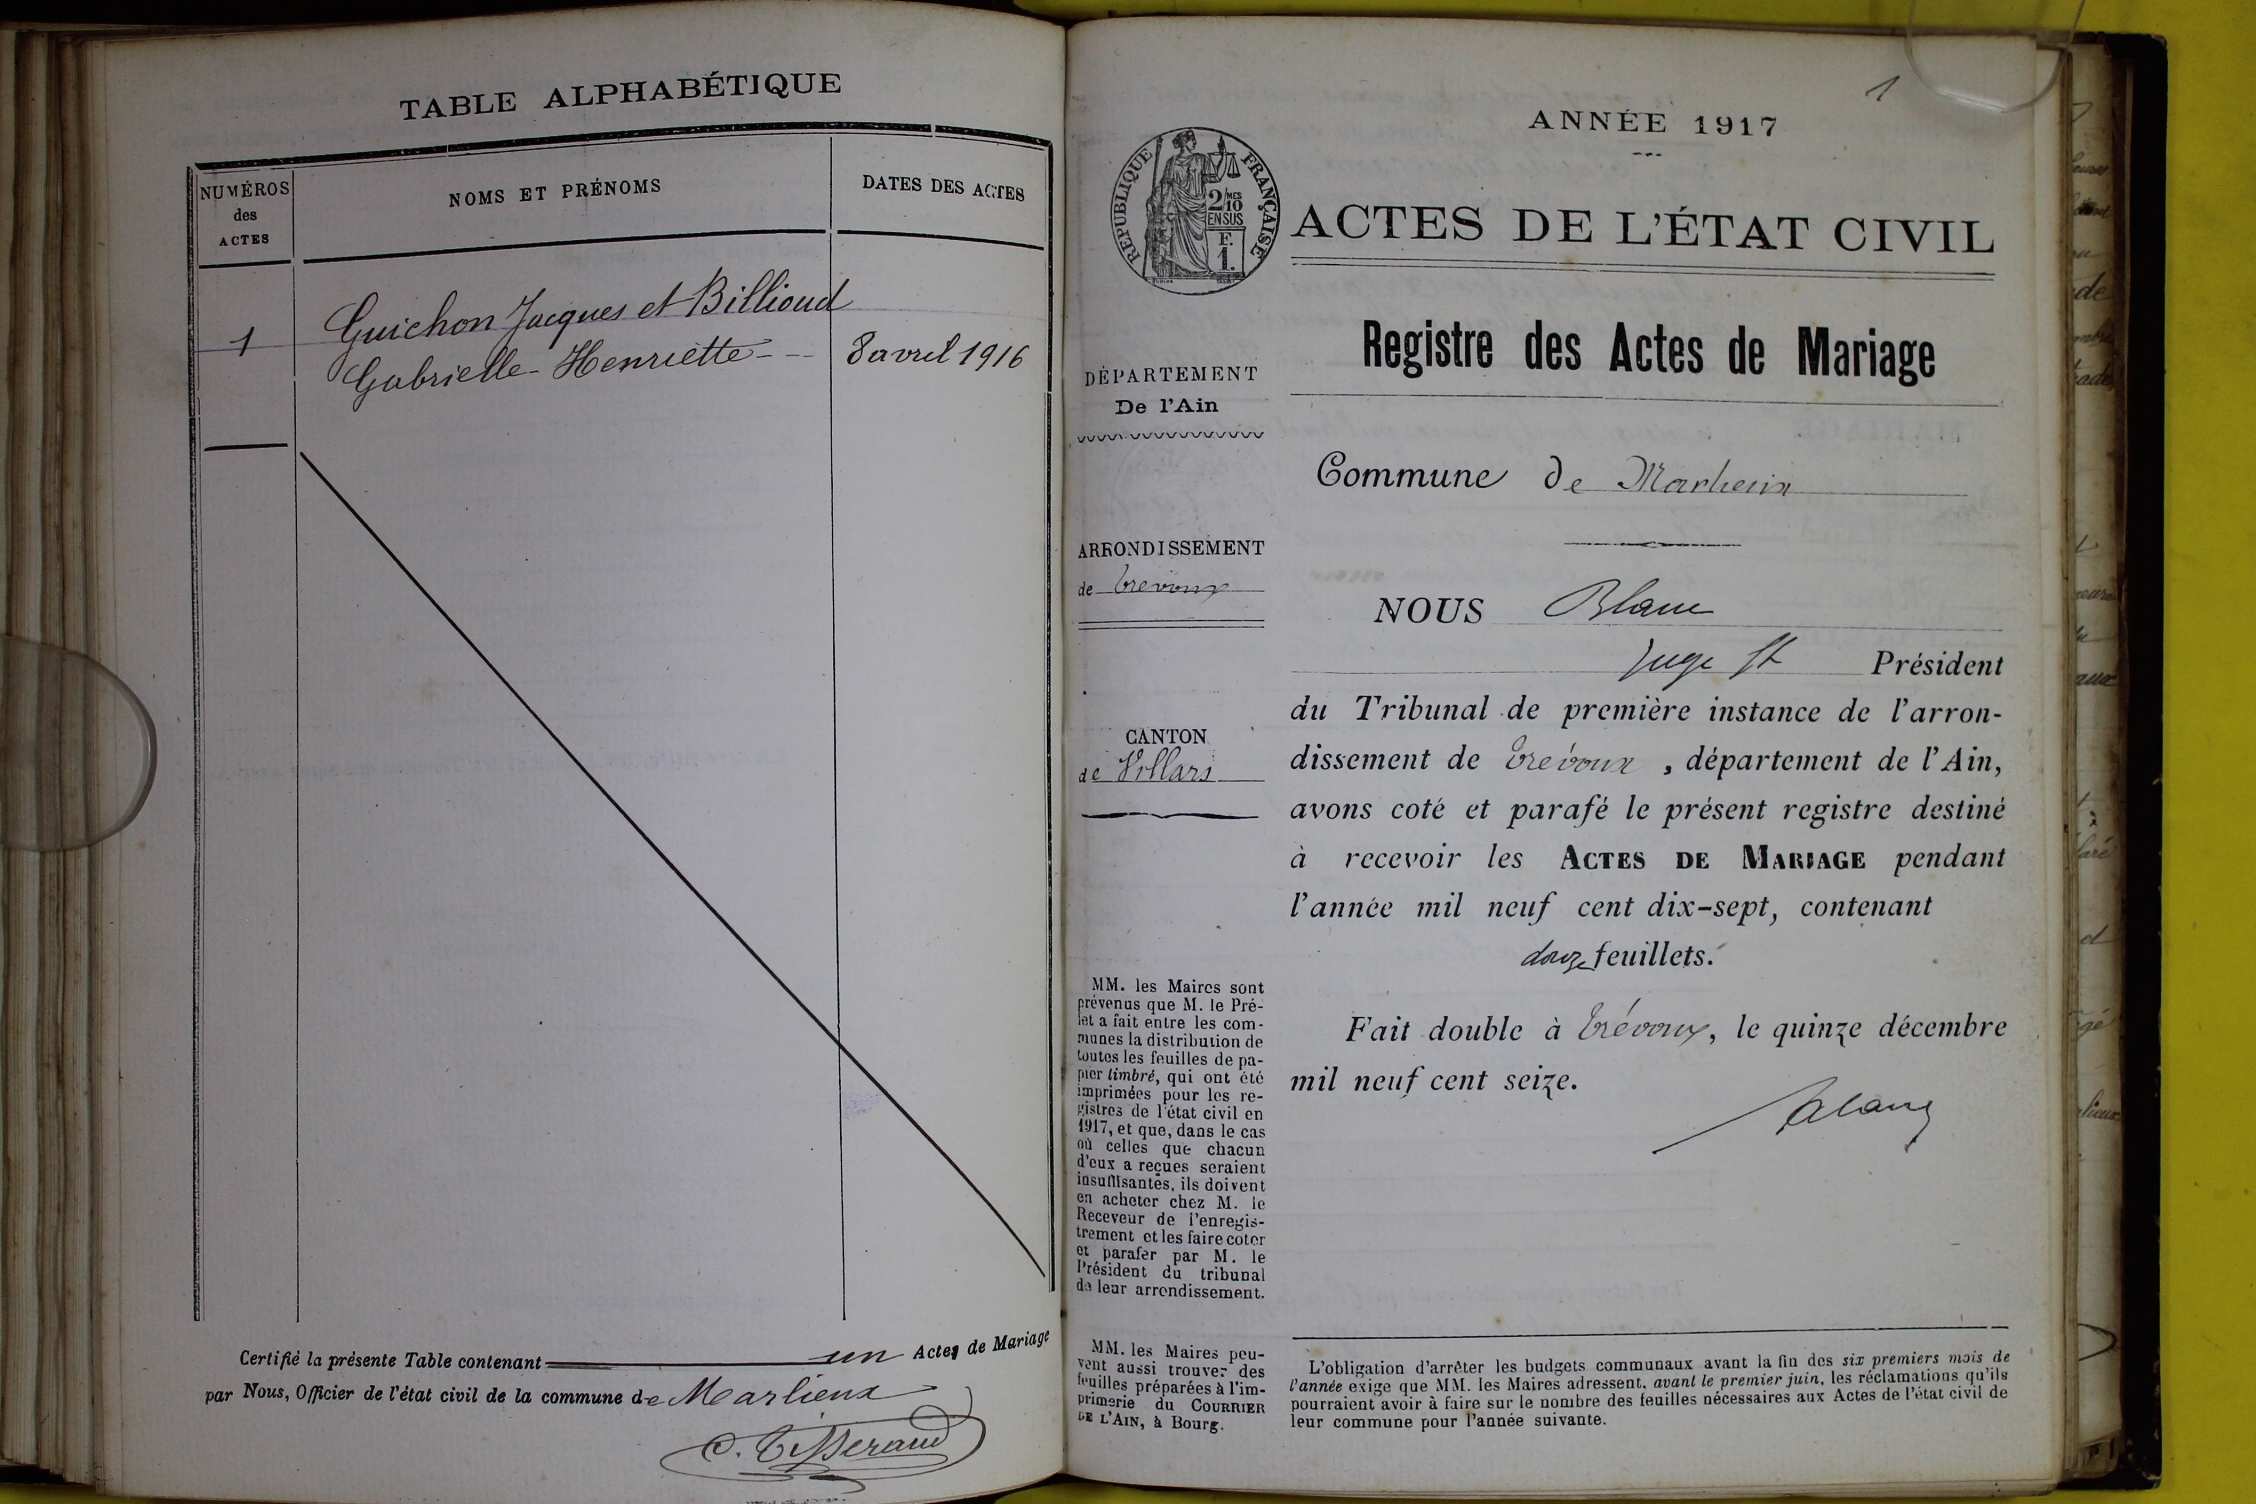 TABLE ALPHABÉTIQUE
NUMÉROS
des
ACTES
NOMS ET PRÉNOMS
DATES DES ACTES
1
Guichon Jacques et Billioud
Gabrielle-Henriette - -
8 avril 1916
Certifié la présente Table contenant un Actes de Mariage
par Nous, Officier de l'état civil de la commune de Marlieux
C. Tisserand
1
ANNÉE 1917
RÉPUBLIQUE FRANÇAISE
2/10 MES
EN SUS
F.
1.
ACTES DE L'ÉTAT CIVIL
Registre des Actes de Mariage
DÉPARTEMENT
De l'Ain
Commune de Marlieux
ARRONDISSEMENT
de Trévoux
CANTON
de Villars
NOUS Blanc
Juge Président
du Tribunal de première instance de l'arron-
dissement de Trévoux, département de l'Ain,
avons coté et parafé le présent registre destiné
à recevoir les ACTES DE MARIAGE pendant
l'année mil neuf cent dix-sept, contenant
douze feuillets.
Fait double à Trévoux, le quinze décembre
mil neuf cent seize.
Blanc
MM. les Maires sont
prévenus que M. le Pré-
fet a fait entre les com-
munes la distribution de
toutes les feuilles de pa-
pier timbré, qui ont été
imprimées pour les re-
gistres de l'état civil en
1917, et que, dans le cas
où celles que chacun
d'eux a reçues seraient
insuffisantes, ils doivent
en acheter chez M. le
Receveur de l'enregis-
trement et les faire coter
et parafer par M. le
Président du tribunal
de leur arrondissement.
MM. les Maires peu-
vent aussi trouver des
feuilles préparées à l'im-
primerie du COURRIER
DE L'AIN, à Bourg.
L'obligation d'arrêter les budgets communaux avant la fin des six premiers mois de
l'année exige que MM. les Maires adressent, avant le premier juin, les réclamations qu'ils
pourraient avoir à faire sur le nombre des feuilles nécessaires aux Actes de l'état civil de
leur commune pour l'année suivante.